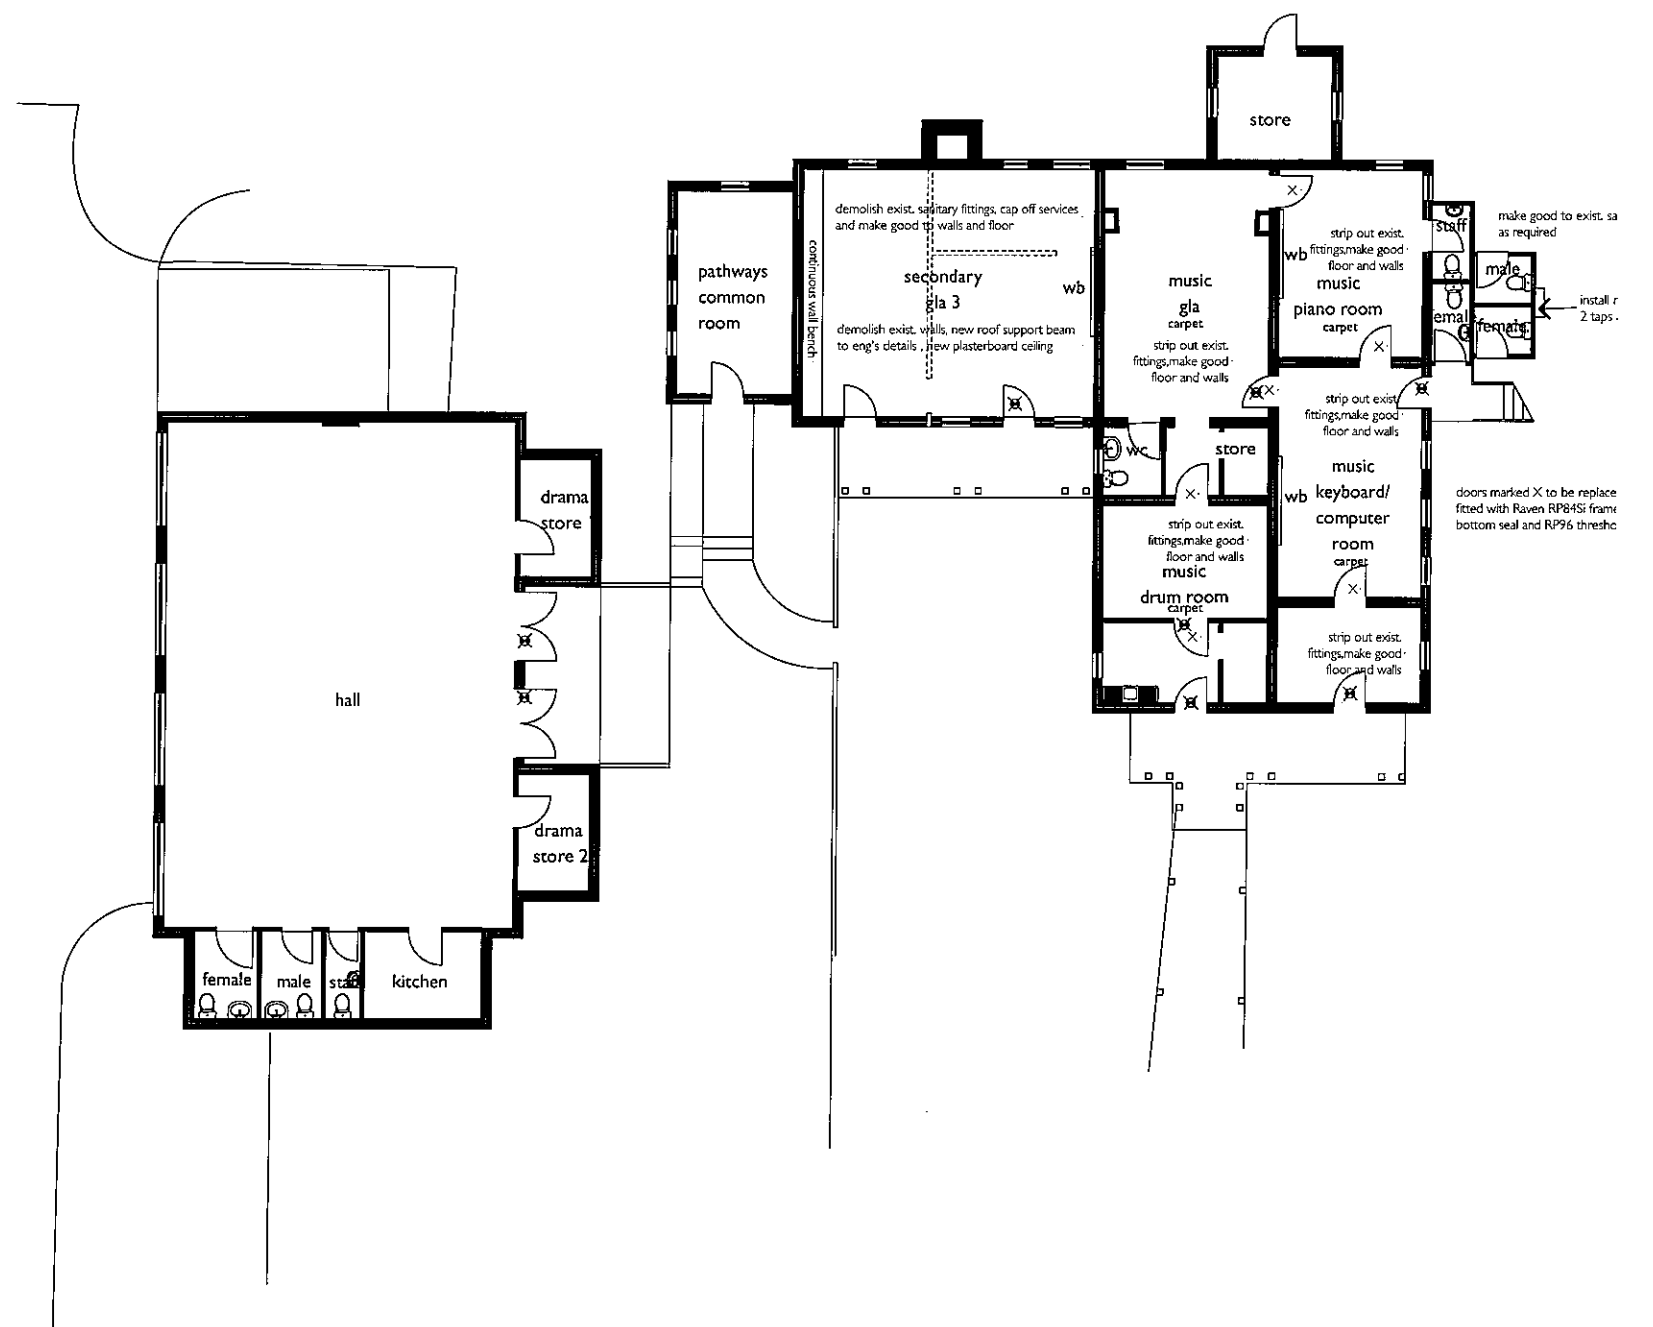 store
make good to exist. sa
as required
staff
male
emal
female
install r
2 taps
demolish exist. sanitary fittings, cap off services
and make good to walls and floor
continuous wall bench
secondary
gla 3
wb
demolish exist. walls, new roof support beam
to eng's details , new plasterboard ceiling
pathways
common
room
music
gla
carpet
strip out exist.
fittings,make good
floor and walls
strip out exist.
fittings,make good
floor and walls
wb
music
piano room
carpet
X
X
X
strip out exist.
fittings,make good
floor and walls
wb
music
keyboard/
computer
room
carpet
X
doors marked X to be replace
fitted with Raven RP84Si frame
bottom seal and RP96 thresho
wc
store
X
strip out exist.
fittings,make good
floor and walls
music
drum room
carpet
X
strip out exist.
fittings,make good
floor and walls
drama
store
hall
drama
store 2
female
male
staff
kitchen